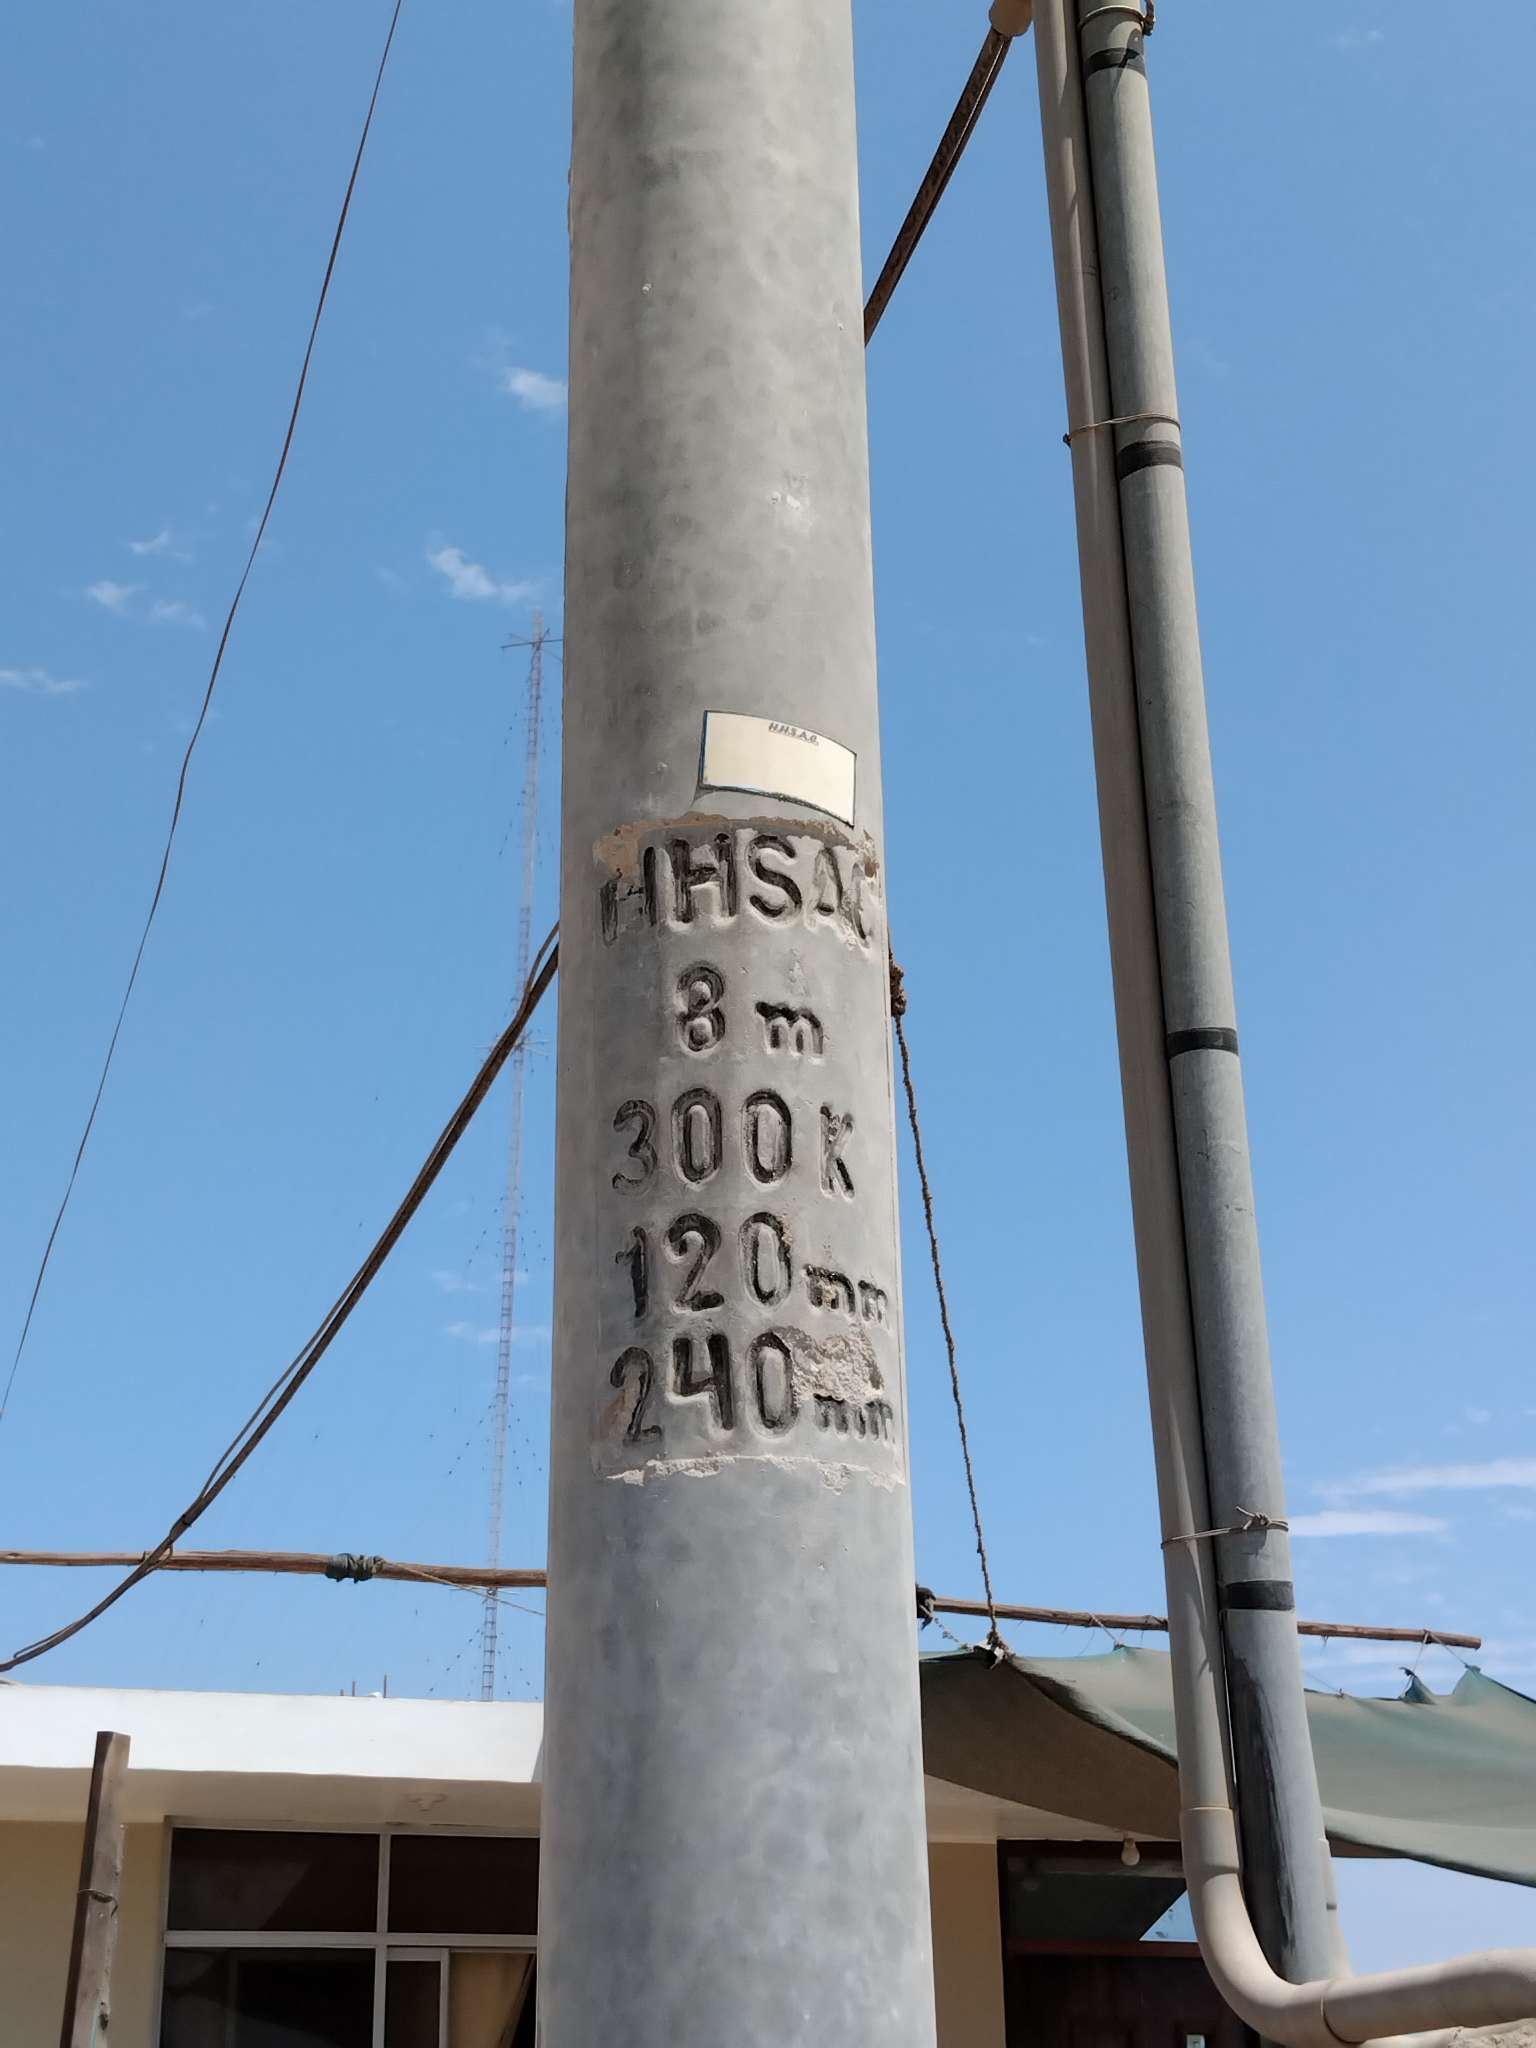 H.H.S.A.C.
HHSAC
8 m
300 K
120 mm
240 mm